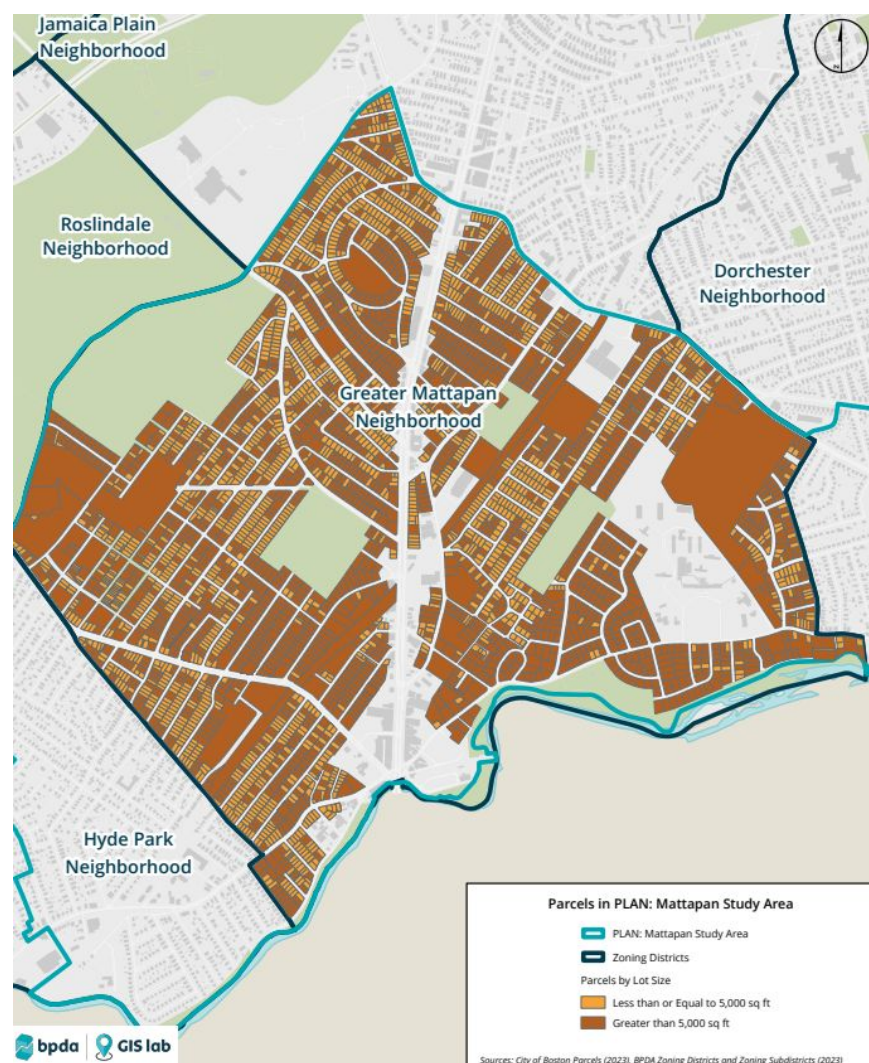 Jamaica Plain
Neighborhood
N
Roslindale
Neighborhood
Dorchester
Neighborhood
Greater Mattapan
Neighborhood
Hyde Park
Neighborhood
Parcels in PLAN: Mattapan Study Area
PLAN: Mattapan Study Area
Zoning Districts
Parcels by Lot Size
Less than or Equal to 5,000 sq ft
Greater than 5,000 sq ft
bpda GIS lab
Sources: City of Boston Parcels (2023), BPDA Zoning Districts and Zoning Subdistricts (2023)